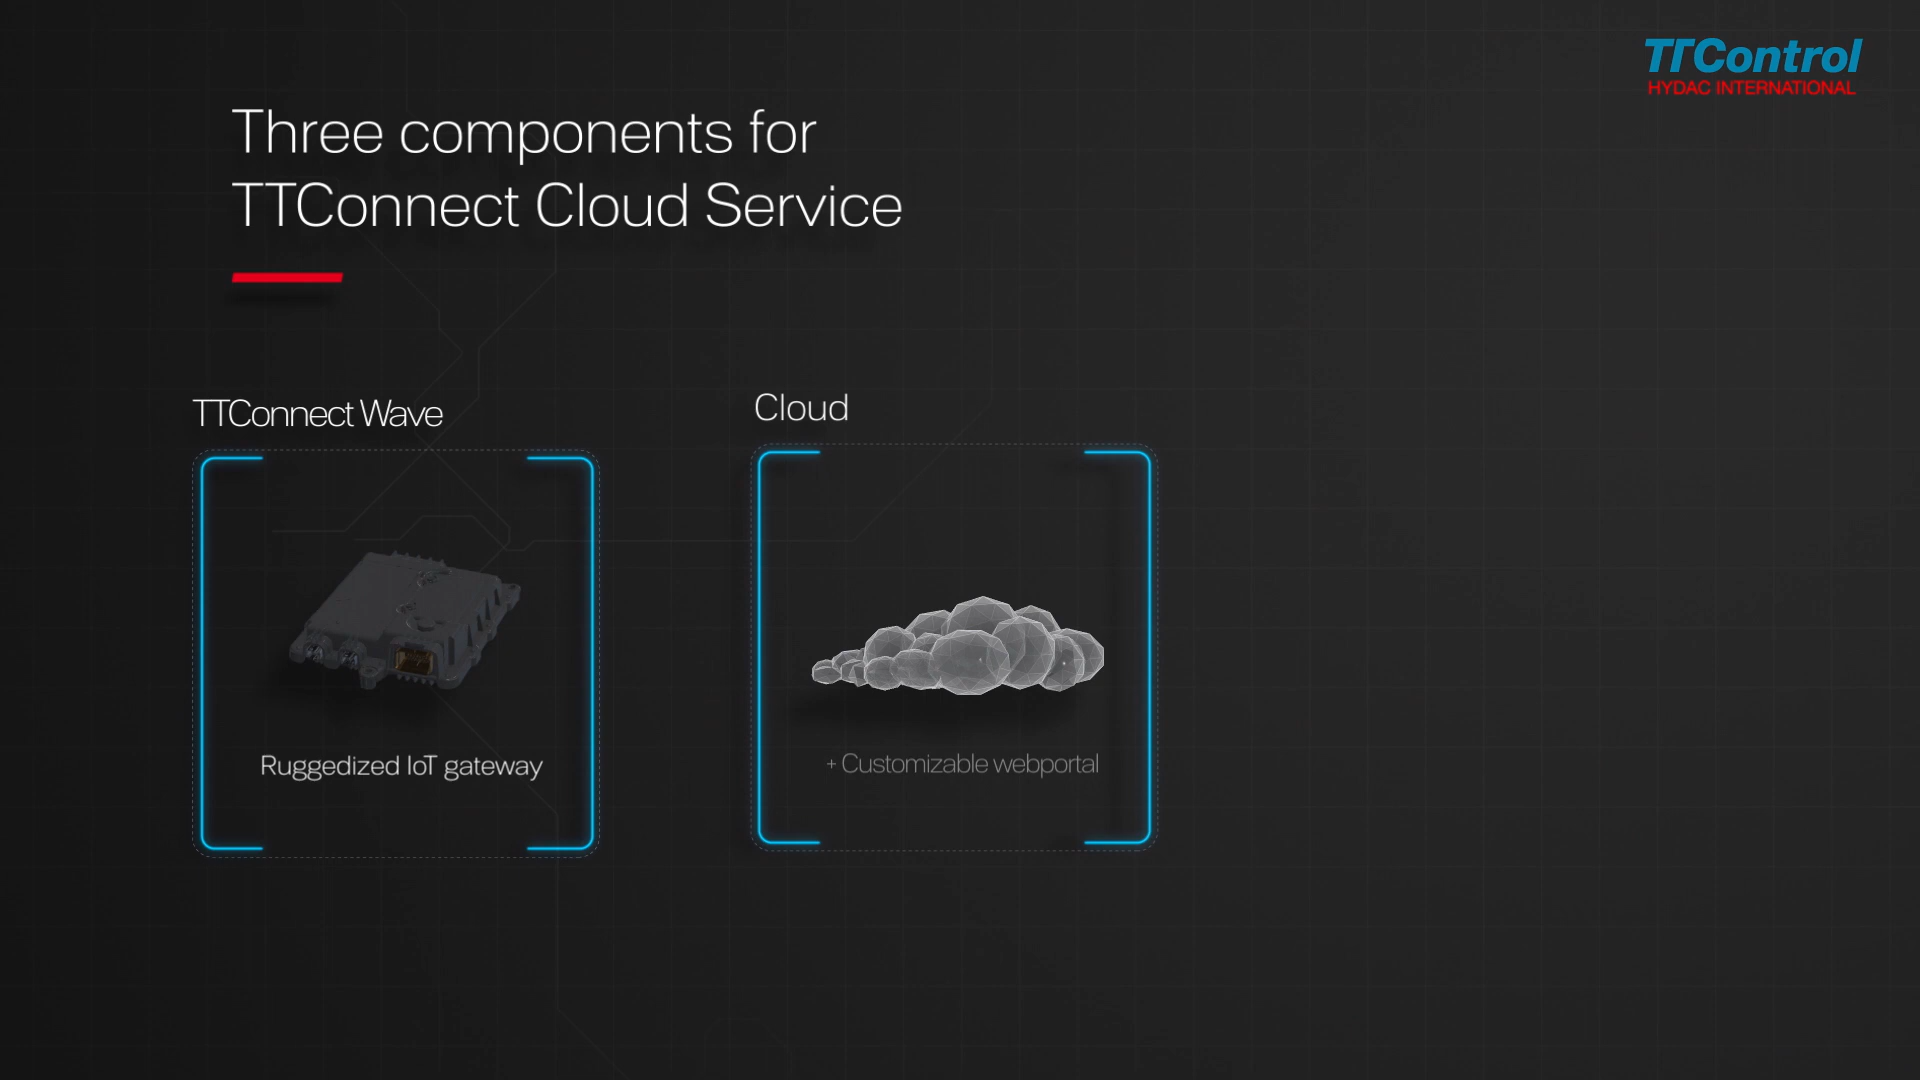 TTControl
HYDAC INTERNATIONAL
Three components for
TTConnect Cloud Service
TTConnect Wave
Cloud
Ruggedized IoT gateway
+ Customizable webportal